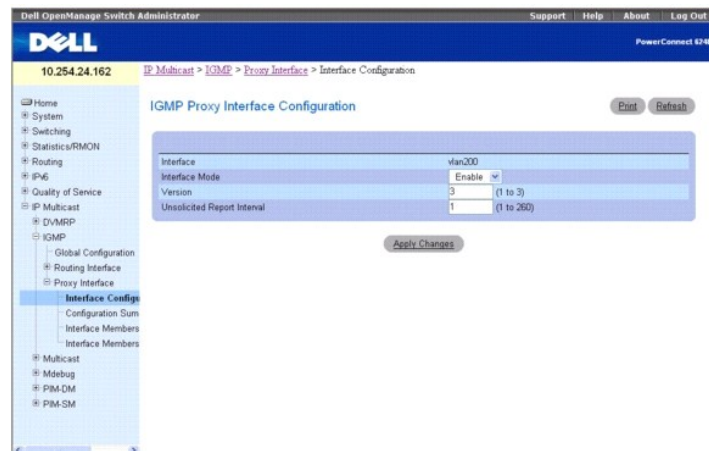 Dell OpenManage Switch Administrator
Support Help About Log Out
DELL
PowerConnect 6248
10.254.24.162
IP Multicast > IGMP > Proxy Interface > Interface Configuration
Home
System
Switching
Statistics/RMON
Routing
IPv6
Quality of Service
IP Multicast
DVMRP
IGMP
Global Configuration
Routing Interface
Proxy Interface
Interface Configu
Configuration Sum
Interface Members
Interface Members
Multicast
Mdebug
PIM-DM
PIM-SM
IGMP Proxy Interface Configuration
Print Refresh
Interface vlan200
Interface Mode Enable
Version 3 (1 to 3)
Unsolicited Report Interval 1 (1 to 260)
Apply Changes